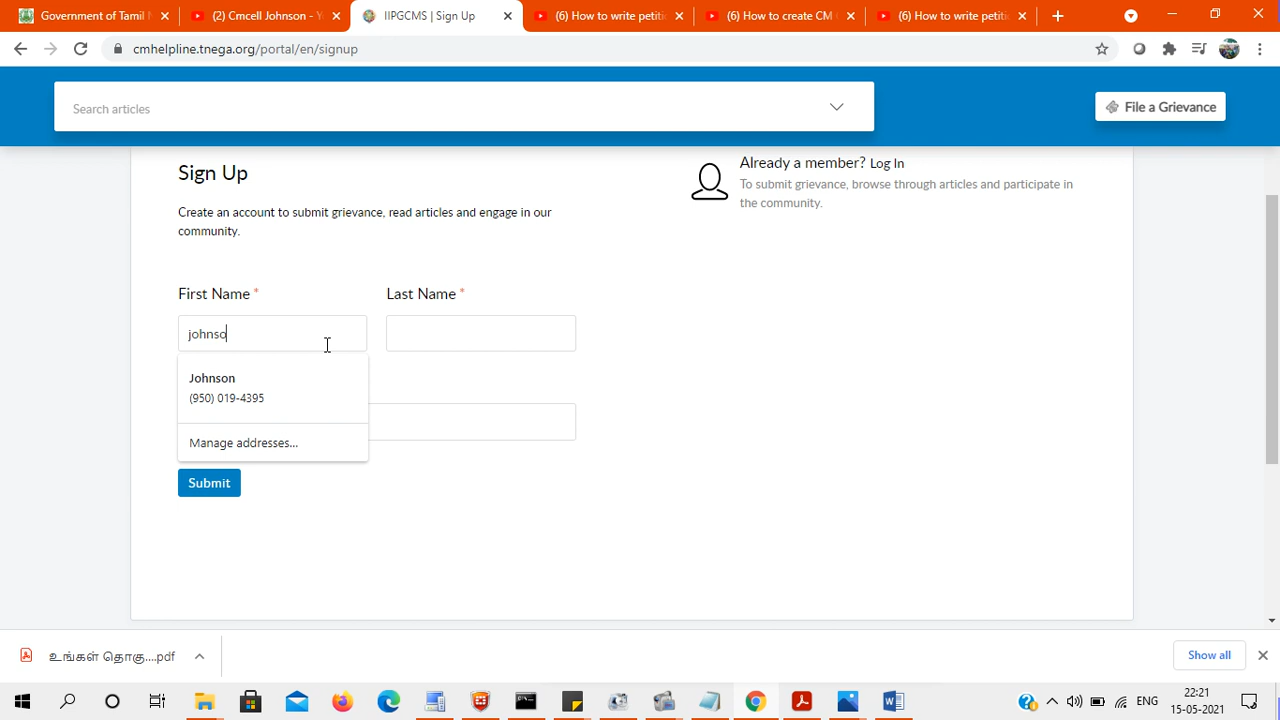 Government of Tamil N
(2) Cmcell Johnson - Y
IIPGCMS | Sign Up
(6) How to write petiti
(6) How to create CM
(6) How to write petiti
cmhelpline.tnega.org/portal/en/signup
Search articles
File a Grievance
Sign Up
Already a member? Log In
To submit grievance, browse through articles and participate in
the community.
Create an account to submit grievance, read articles and engage in our
community.
First Name *
Last Name *
johnso
Johnson
(950) 019-4395
Manage addresses...
Submit
உங்கள் தொகு....pdf
Show all
ENG
22:21
15-05-2021